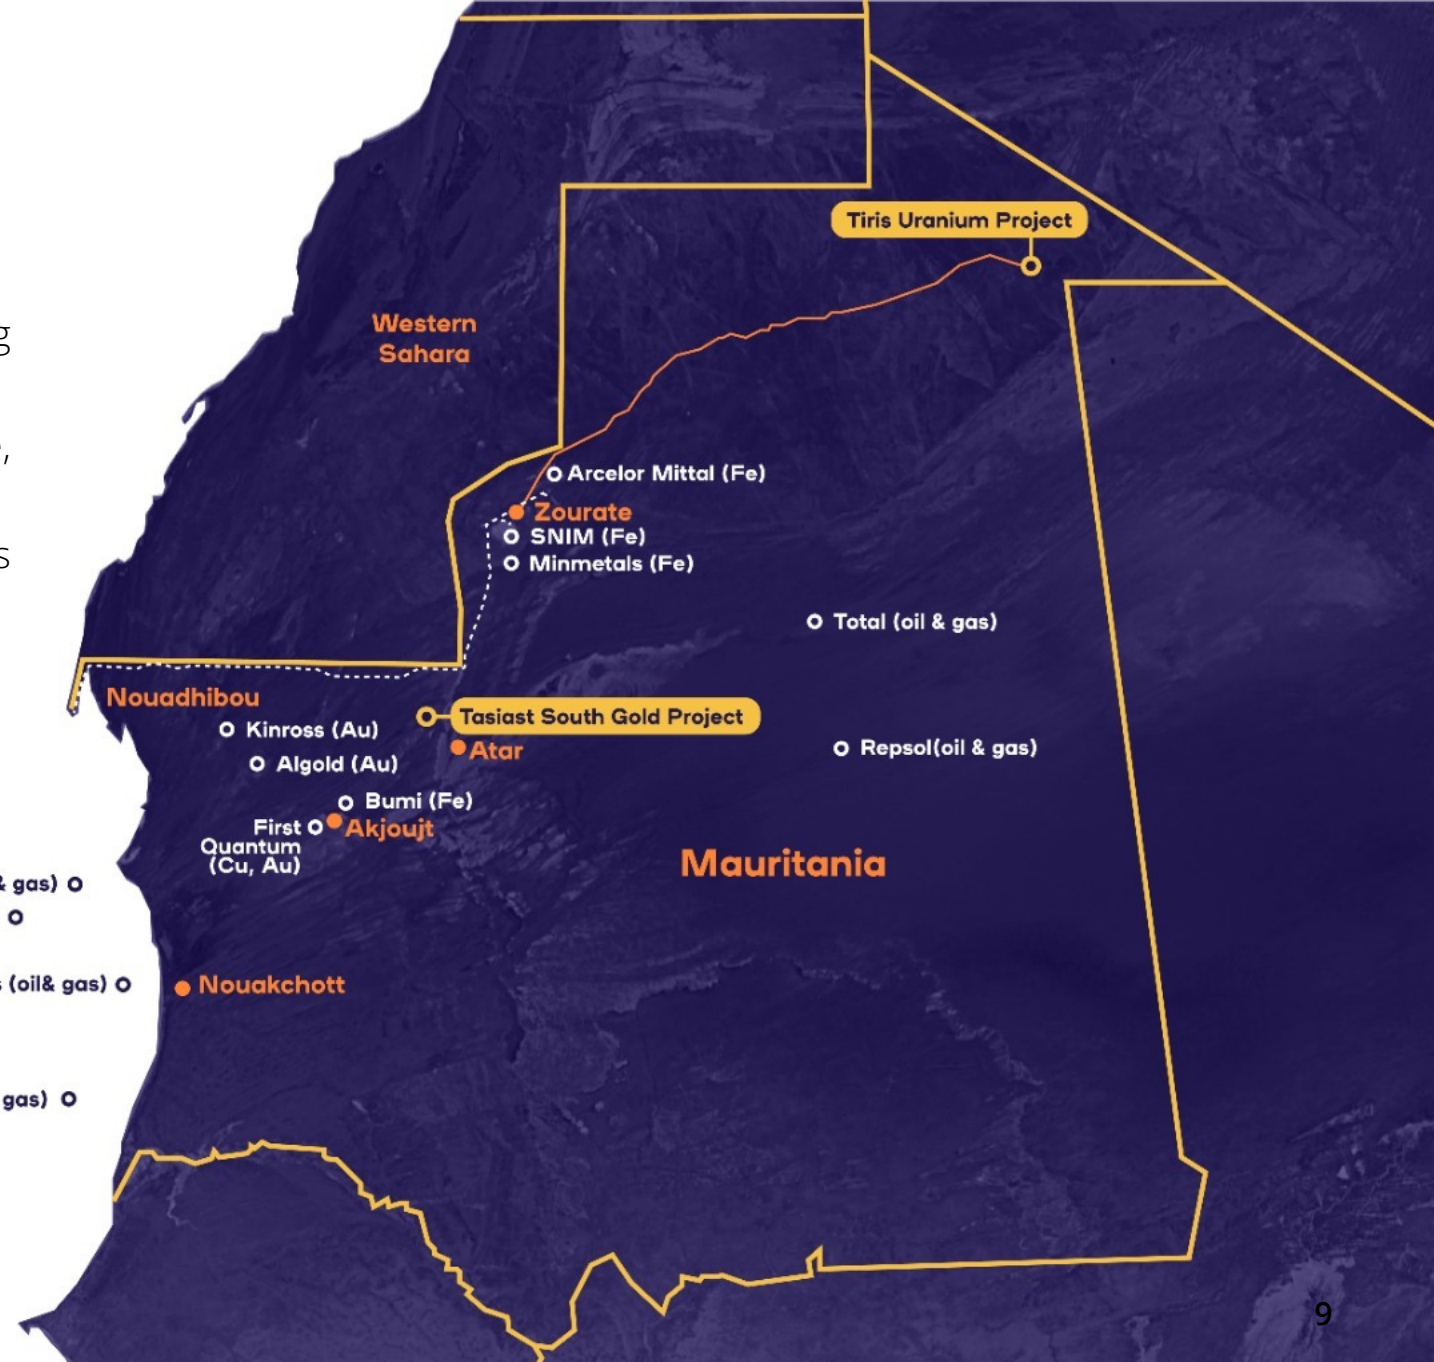 Tiris Uranium Project
Western
Sahara
g
Arcelor Mittal (Fe)
,
Zourate
SNIM (Fe)
s
Minmetals (Fe)
Total (oil & gas)
Nouadhibou
Tasiast South Gold Project
Kinross (Au)
Atar
Repsol(oil & gas)
Algold (Au)
Bumi (Fe)
First
Quantum
(Cu, Au)
Akjoujt
Mauritania
& gas)
s (oil& gas)
Nouakchott
gas)
9